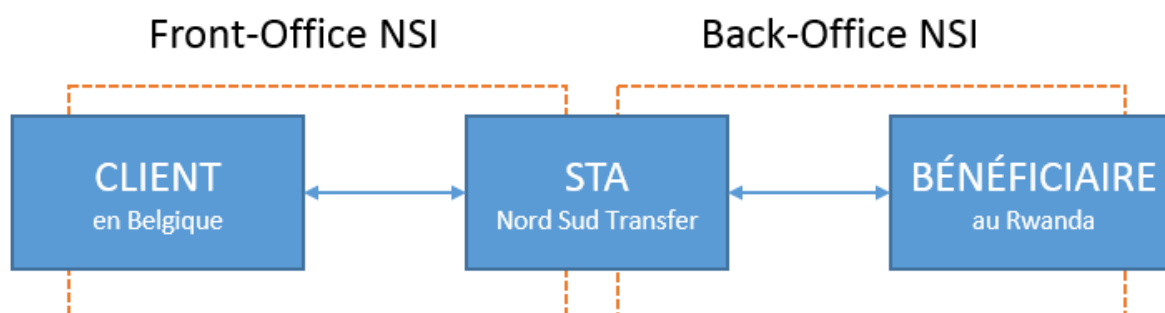 Front-Office NSI
Back-Office NSI
CLIENT
en Belgique
STA
Nord Sud Transfer
BÉNÉFICIAIRE
au Rwanda